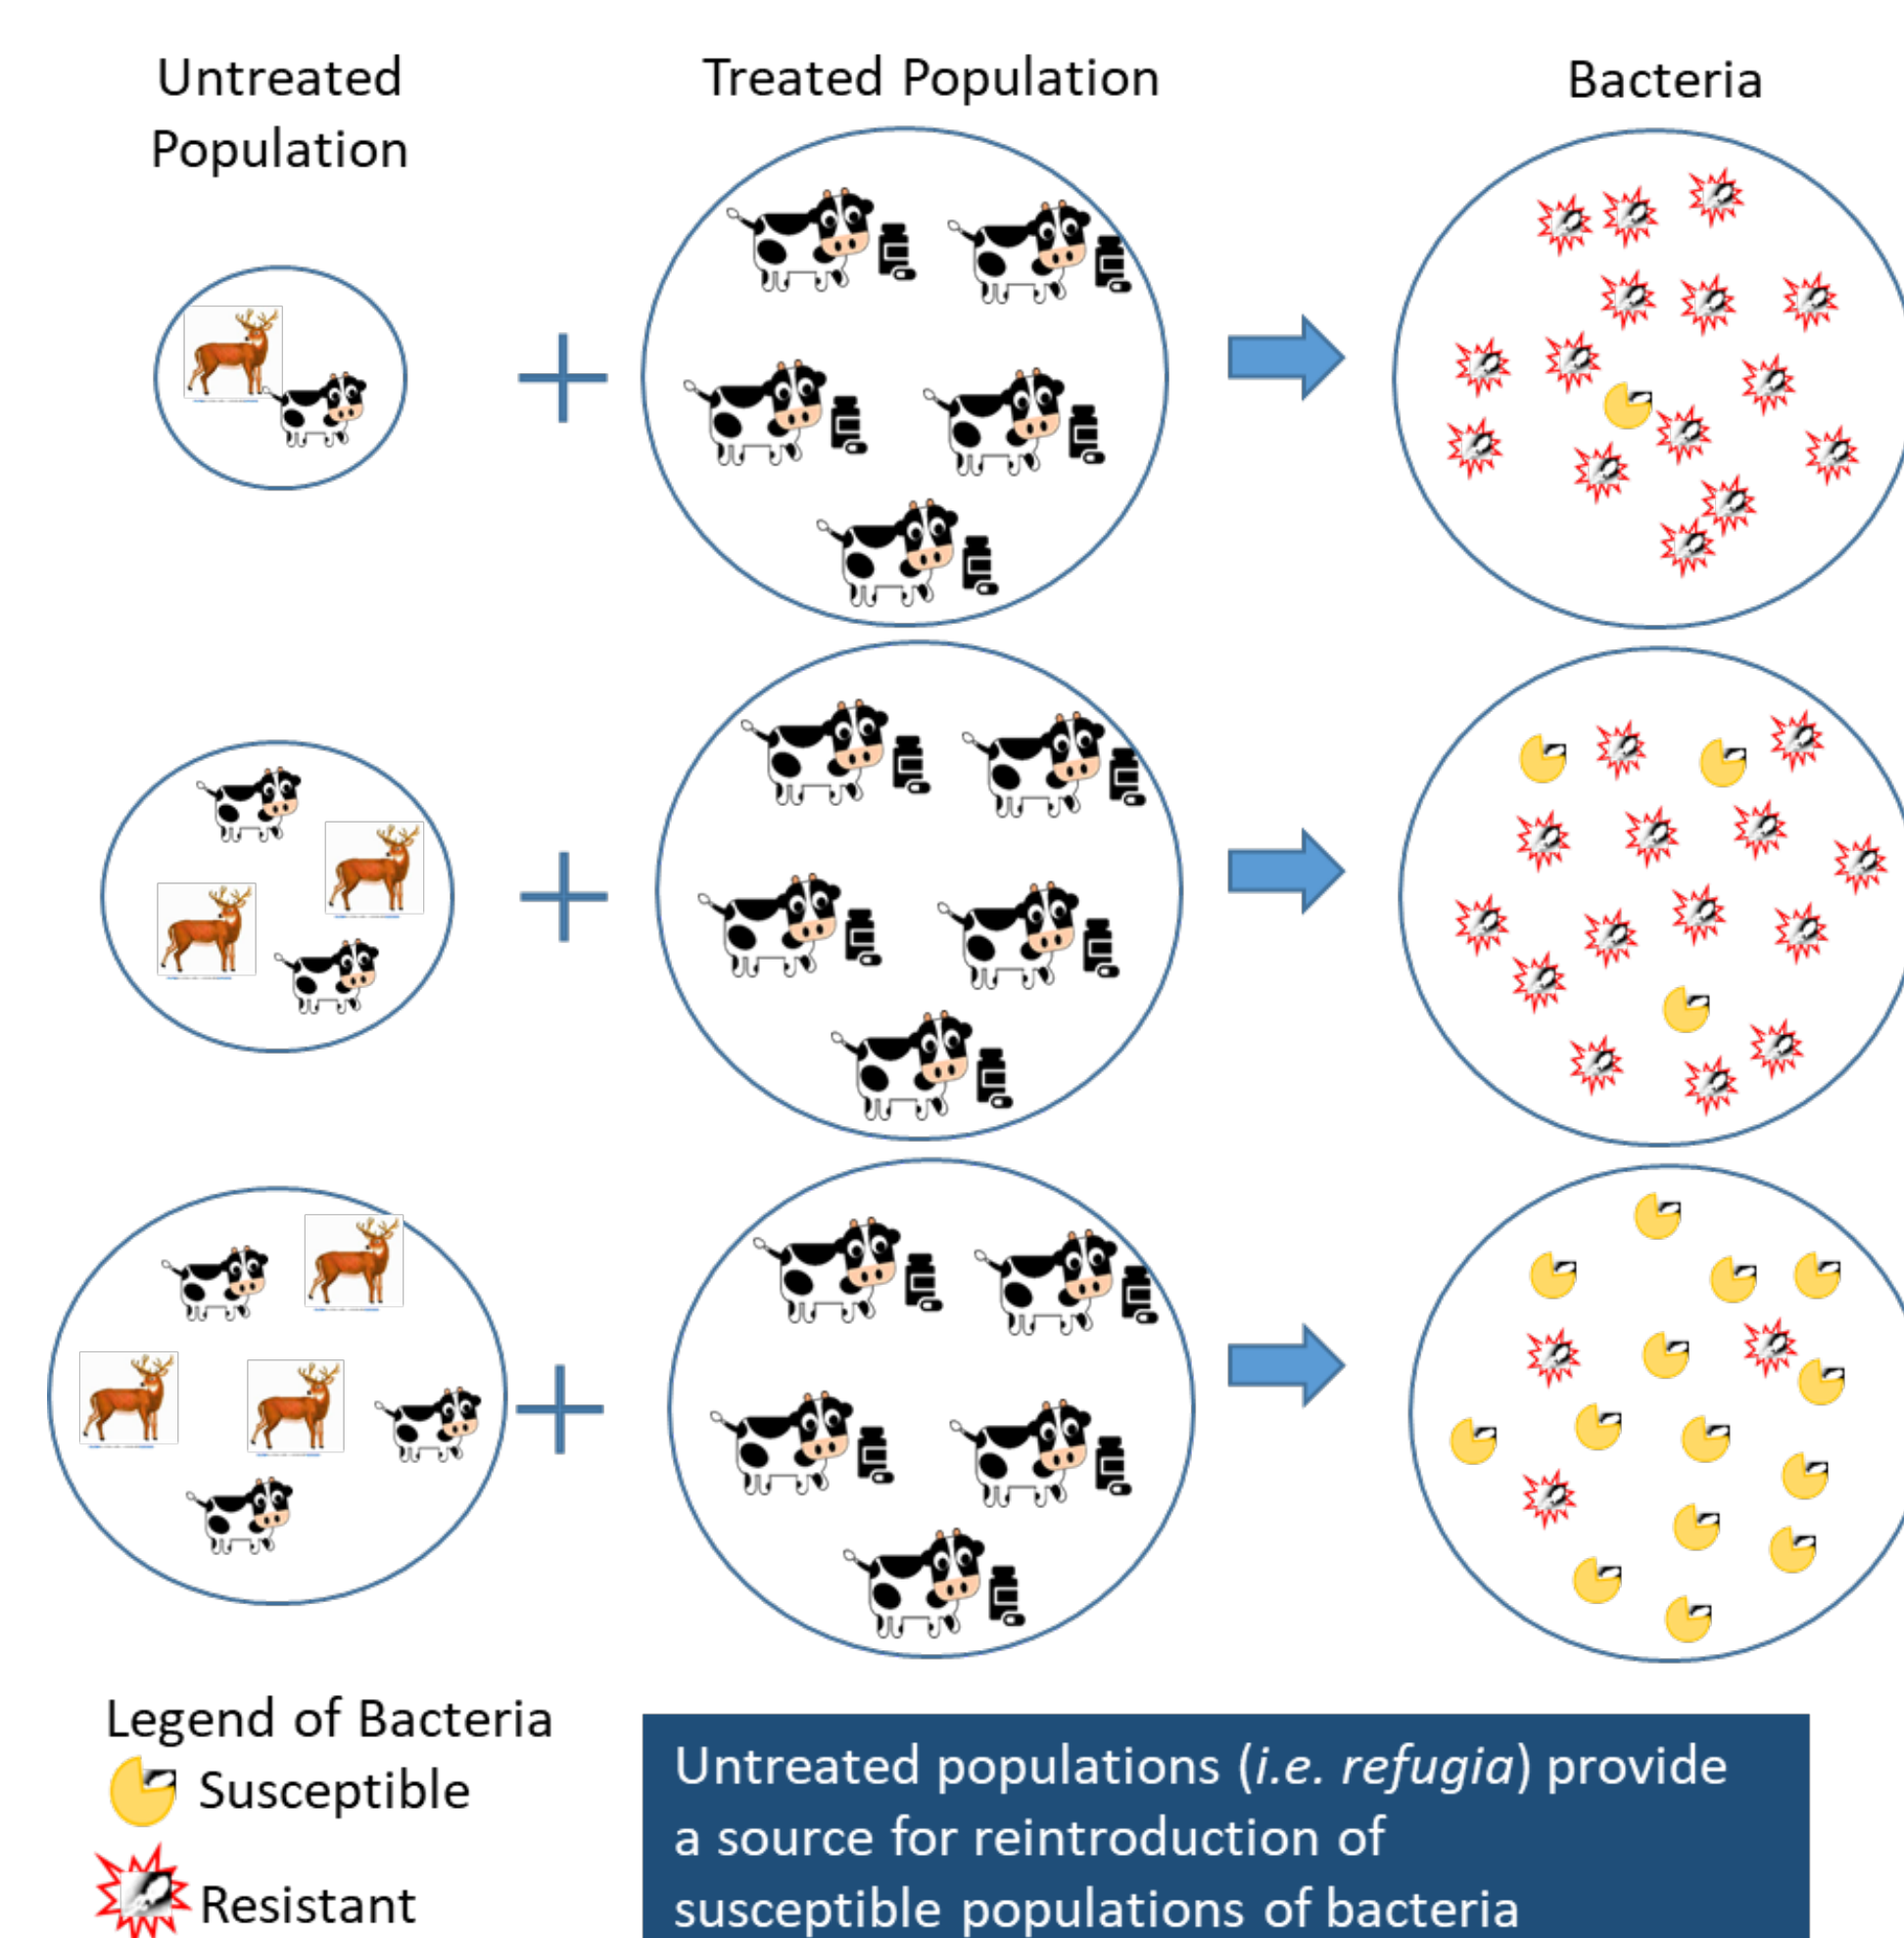 Untreated
Population
Treated Population
Bacteria
Legend of Bacteria
Susceptible
Resistant
Untreated populations (i.e. refugia) provide
a source for reintroduction of
susceptible populations of bacteria